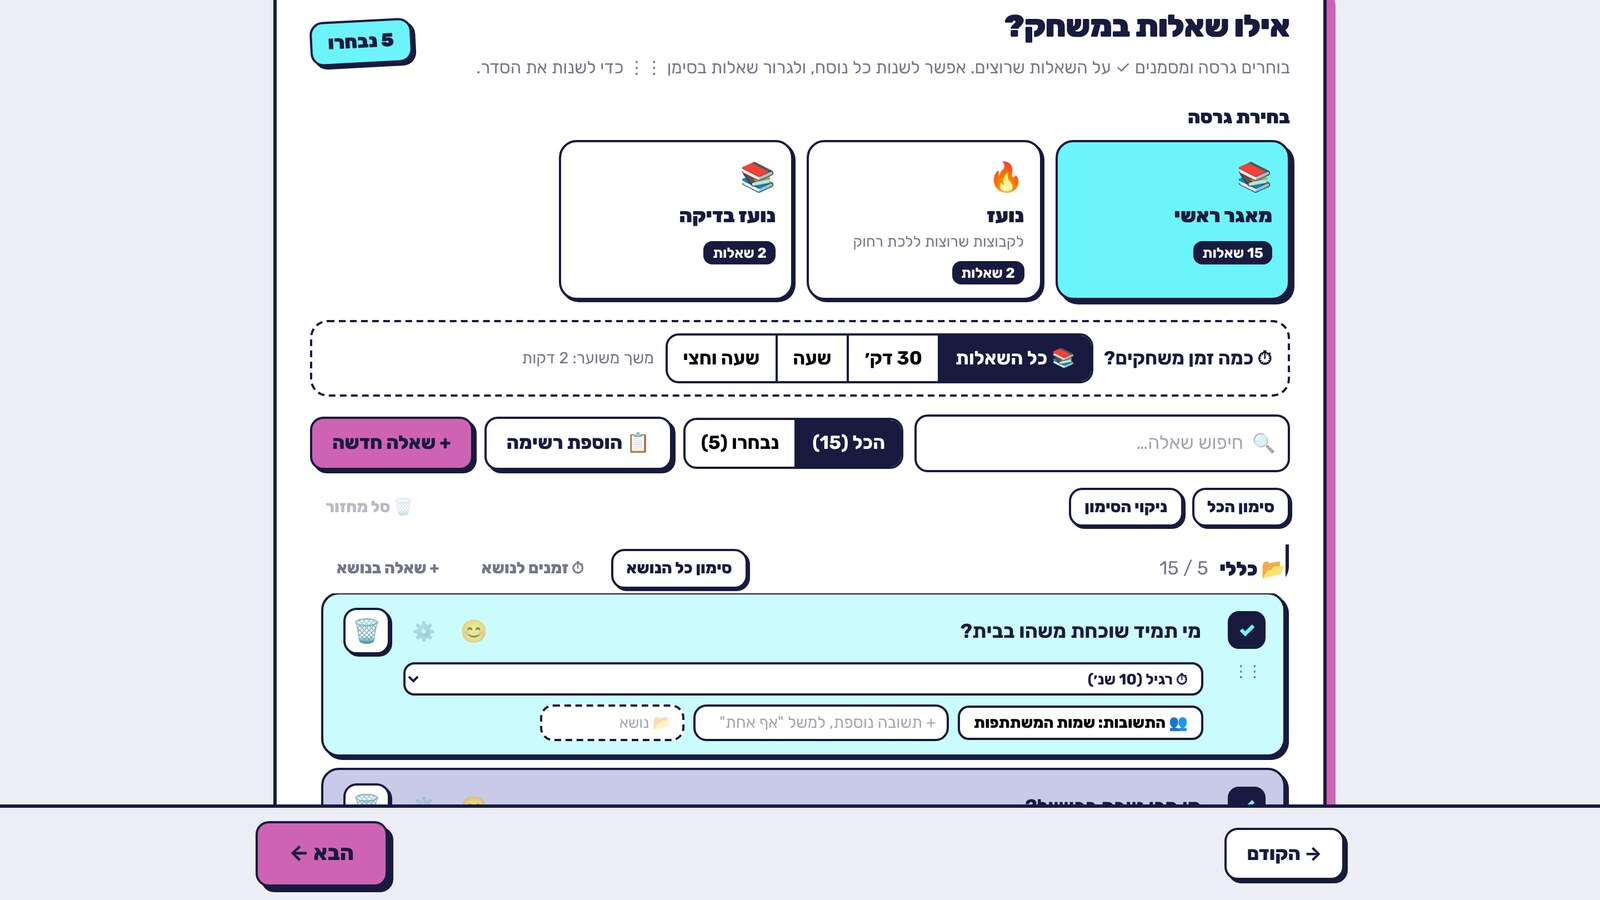 אילו שאלות במשחק?
5 נבחרו
בוחרים גרסה ומסמנים ✓ על השאלות שרוצים. אפשר לשנות כל נוסח, ולגרור שאלות בסימן ⋮⋮ כדי לשנות את הסדר.
בחירת גרסה
מאגר ראשי
15 שאלות
נועז
לקבוצות שרוצות ללכת רחוק
2 שאלות
נועז בדיקה
2 שאלות
⏱ כמה זמן משחקים?
📚 כל השאלות
30 דק׳
שעה
שעה וחצי
משך משוער: 2 דקות
🔍 חיפוש שאלה...
הכל (15)
נבחרו (5)
📋 הוספת רשימה
+ שאלה חדשה
סימון הכל
ניקוי הסימון
🗑️ סל מחזור
📂 כללי
5 / 15
סימון כל הנושא
⏱ זמנים לנושא
+ שאלה בנושא
מי תמיד שוכחת משהו בבית?
⏱ רגיל (10 שנ׳)
👥 התשובות: שמות המשתתפות
+ תשובה נוספת, למשל "אף אחת"
📂 נושא
→ הקודם
הבא ←